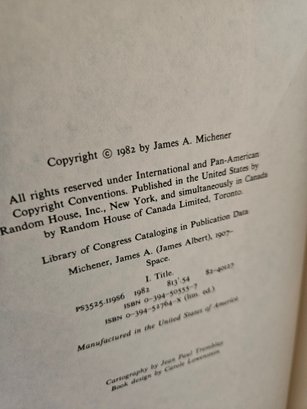 Copyright © 1982 by James A. Michener
All rights reserved under International and Pan-American
Copyright Conventions. Published in the United States by
Random House, Inc., New York, and simultaneously in Canada
by Random House of Canada Limited, Toronto.
Library of Congress Cataloging in Publication Data
Michener, James A. (James Albert), 1907–
Space.
I. Title.
PS3525.I19S6 1982 813'.54 82-40127
ISBN 0-394-50555-7
ISBN 0-394-52764-X (lim. ed.)
Manufactured in the United States of America
Cartography by Jean Paul Tremblay
Book design by Carole Lowenstein